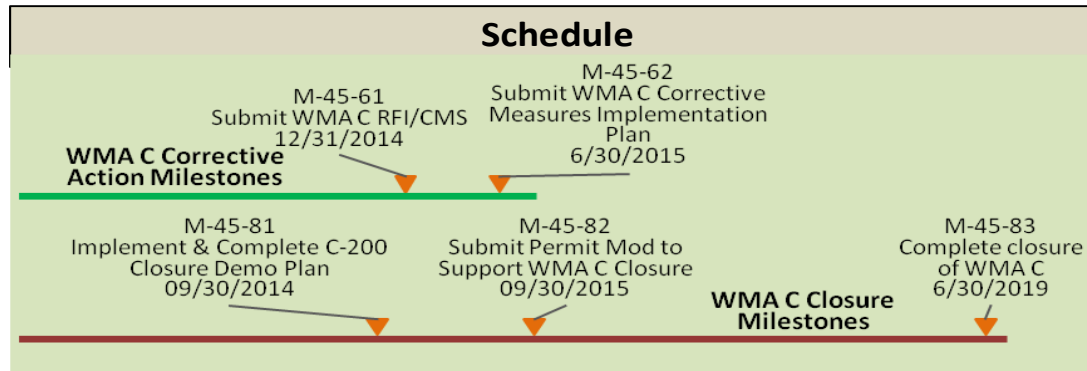 Schedule
M-45-61
Submit WMA C RFI/CMS
12/31/2014
M-45-62
Submit WMA C Corrective
Measures Implementation
Plan
6/30/2015
WMA C Corrective
Action Milestones
M-45-81
Implement & Complete C-200
Closure Demo Plan
09/30/2014
M-45-82
Submit Permit Mod to
Support WMA C Closure
09/30/2015
M-45-83
Complete closure
of WMA C
6/30/2019
WMA C Closure
Milestones